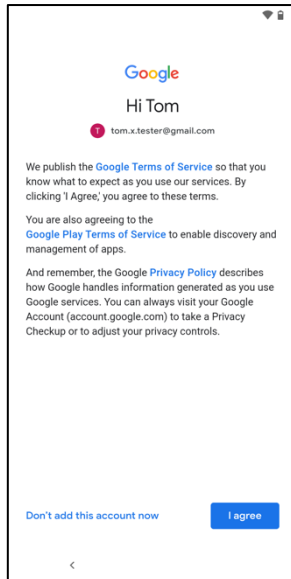 Google
Hi Tom
T tom.x.tester@gmail.com
We publish the Google Terms of Service so that you
know what to expect as you use our services. By
clicking 'I Agree,' you agree to these terms.
You are also agreeing to the
Google Play Terms of Service to enable discovery and
management of apps.
And remember, the Google Privacy Policy describes
how Google handles information generated as you use
Google services. You can always visit your Google
Account (account.google.com) to take a Privacy
Checkup or to adjust your privacy controls.
Don't add this account now
I agree